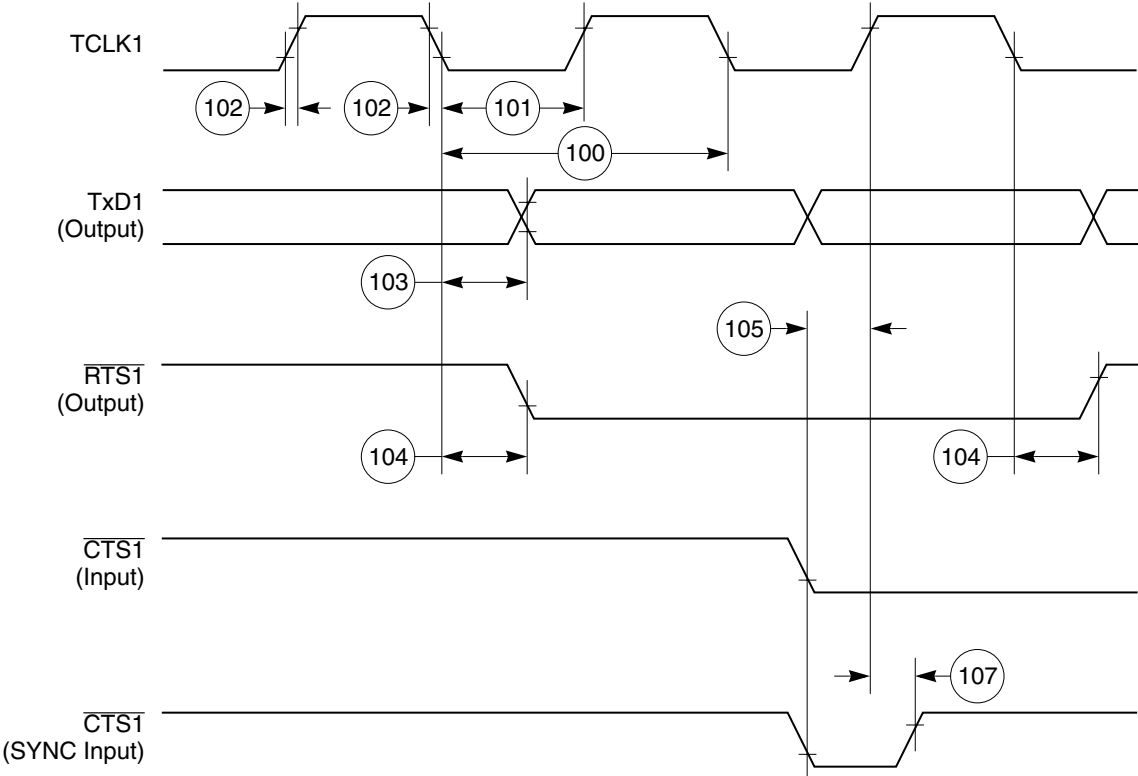 TCLK1
102
102
101
100
TxD1
(Output)
103
105
RTS1
(Output)
104
104
CTS1
(Input)
107
CTS1
(SYNC Input)